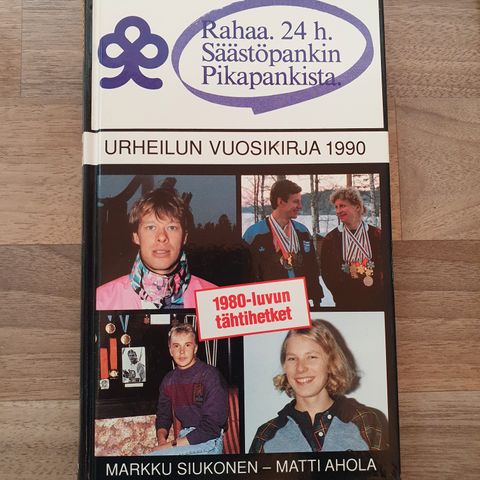 Rahaa. 24 h.
Säästöpankin
Pikapankista.
URHEILUN VUOSIKIRJA 1990
1980-luvun
tähtihetket
MARKKU SIUKONEN – MATTI AHOLA